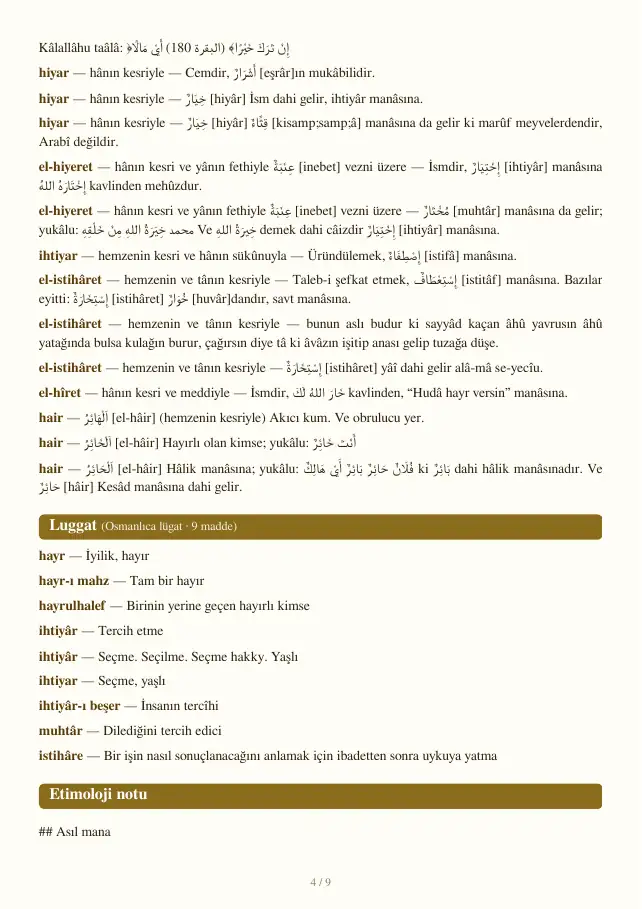 Kâlallâhu taâlâ: ﴿إِنْ تَرَكَ خَيْرًا﴾ (البقرة 180) أَيْ مَالًا
hiyar — hânın kesriyle — Cemdir, أَشْرَارٌ [eşrâr]ın mukâbilidir.
hiyar — hânın kesriyle — خِيَارٌ [hiyâr] İsm dahi gelir, ihtiyâr manâsına.
hiyar — hânın kesriyle — خِيَارٌ [hiyâr] قِثَّاءٌ [kisamp;samp;â] manâsına da gelir ki marûf meyvelerdendir,
Arabî değildir.
el-hiyeret — hânın kesri ve yânın fethiyle عِنَبَةٌ [inebet] vezni üzere — İsmdir, إِخْتِيَارٌ [ihtiyâr] manâsına
إِخْتَارَهُ اللهُ kavlinden mehûzdur.
el-hiyeret — hânın kesri ve yânın fethiyle عِنَبَةٌ [inebet] vezni üzere — مُخْتَارٌ [muhtâr] manâsına da gelir;
yukâlu: محمد خِيَرَةُ اللهِ مِنْ خَلْقِهِ Ve خِيرَةُ اللهِ demek dahi câizdir إِخْتِيَارٌ [ihtiyâr] manâsına.
ihtiyar — hemzenin kesri ve hânın sükûnuyla — Üründülemek, إِصْطِفَاءٌ [istifâ] manâsına.
el-istihâret — hemzenin ve tânın kesriyle — Taleb-i şefkat etmek, إِسْتِعْطَافٌ [istitâf] manâsına. Bazılar
eyitti: إِسْتِخَارَةٌ [istihâret] خُوَارٌ [huvâr]dandır, savt manâsına.
el-istihâret — hemzenin ve tânın kesriyle — bunun aslı budur ki sayyâd kaçan âhû yavrusın âhû
yatağında bulsa kulağın burur, çağırsın diye tâ ki âvâzın işitip anası gelip tuzağa düşe.
el-istihâret — hemzenin ve tânın kesriyle — إِسْتِخَارَةٌ [istihâret] yâî dahi gelir alâ-mâ se-yecîu.
el-hîret — hânın kesri ve meddiyle — İsmdir, خَارَ اللهُ لَكَ kavlinden, “Hudâ hayr versin” manâsına.
hair — اَلْهَائِرُ [el-hâir] (hemzenin kesriyle) Akıcı kum. Ve obrulucu yer.
hair — اَلْخَائِرُ [el-hâir] Hayırlı olan kimse; yukâlu: أَنْتَ خَائِرٌ
hair — اَلْحَائِرُ [el-hâir] Hâlik manâsına; yukâlu: فُلَانٌ حَائِرٌ بَائِرٌ أَيْ هَالِكٌ ki بَائِرٌ dahi hâlik manâsınadır. Ve
حَائِرٌ [hâir] Kesâd manâsına dahi gelir.
Luggat (Osmanlıca lügat · 9 madde)
hayr — İyilik, hayır
hayr-ı mahz — Tam bir hayır
hayrulhalef — Birinin yerine geçen hayırlı kimse
ihtiyâr — Tercih etme
ihtiyâr — Seçme. Seçilme. Seçme hakky. Yaşlı
ihtiyar — Seçme, yaşlı
ihtiyâr-ı beşer — İnsanın tercîhi
muhtâr — Dilediğini tercih edici
istihâre — Bir işin nasıl sonuçlanacağını anlamak için ibadetten sonra uykuya yatma
Etimoloji notu
## Asıl mana
4 / 9